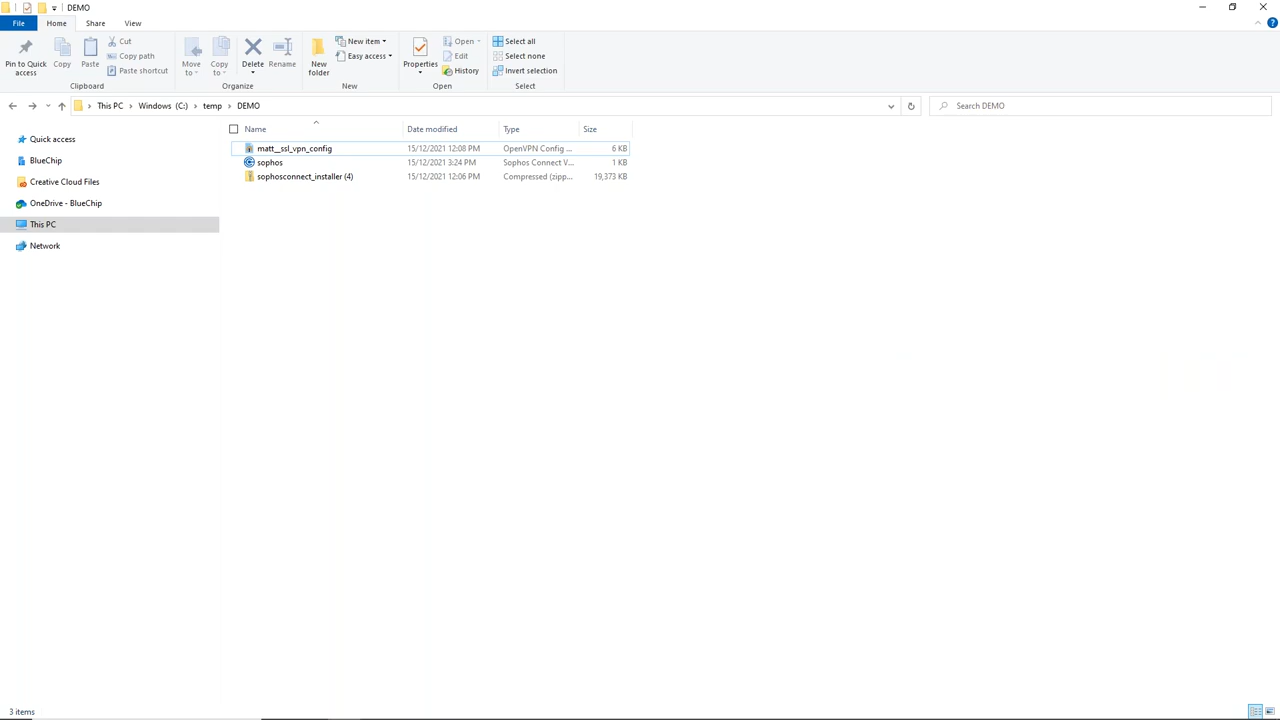 DEMO
File Home Share View
Pin to Quick access
Copy
Paste
Cut
Copy path
Paste shortcut
Clipboard
Move to
Copy to
Delete
Rename
Organize
New folder
New item
Easy access
New
Properties
Open
Edit
History
Open
Select all
Select none
Invert selection
Select
This PC Windows (C:) temp DEMO
Search DEMO
Quick access
BlueChip
Creative Cloud Files
OneDrive - BlueChip
This PC
Network
Name Date modified Type Size
matt__ssl_vpn_config 15/12/2021 12:08 PM OpenVPN Config ... 6 KB
sophos 15/12/2021 3:24 PM Sophos Connect V... 1 KB
sophosconnect_installer (4) 15/12/2021 12:06 PM Compressed (zipp... 19,373 KB
3 items